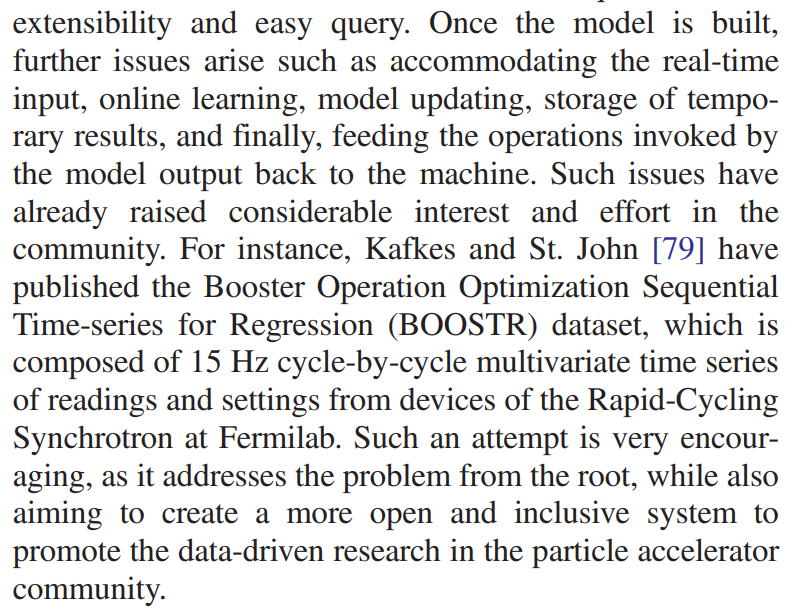 extensibility and easy query. Once the model is built,
further issues arise such as accommodating the real-time
input, online learning, model updating, storage of tempo-
rary results, and finally, feeding the operations invoked by
the model output back to the machine. Such issues have
already raised considerable interest and effort in the
community. For instance, Kafkes and St. John [79] have
published the Booster Operation Optimization Sequential
Time-series for Regression (BOOSTR) dataset, which is
composed of 15 Hz cycle-by-cycle multivariate time series
of readings and settings from devices of the Rapid-Cycling
Synchrotron at Fermilab. Such an attempt is very encour-
aging, as it addresses the problem from the root, while also
aiming to create a more open and inclusive system to
promote the data-driven research in the particle accelerator
community.